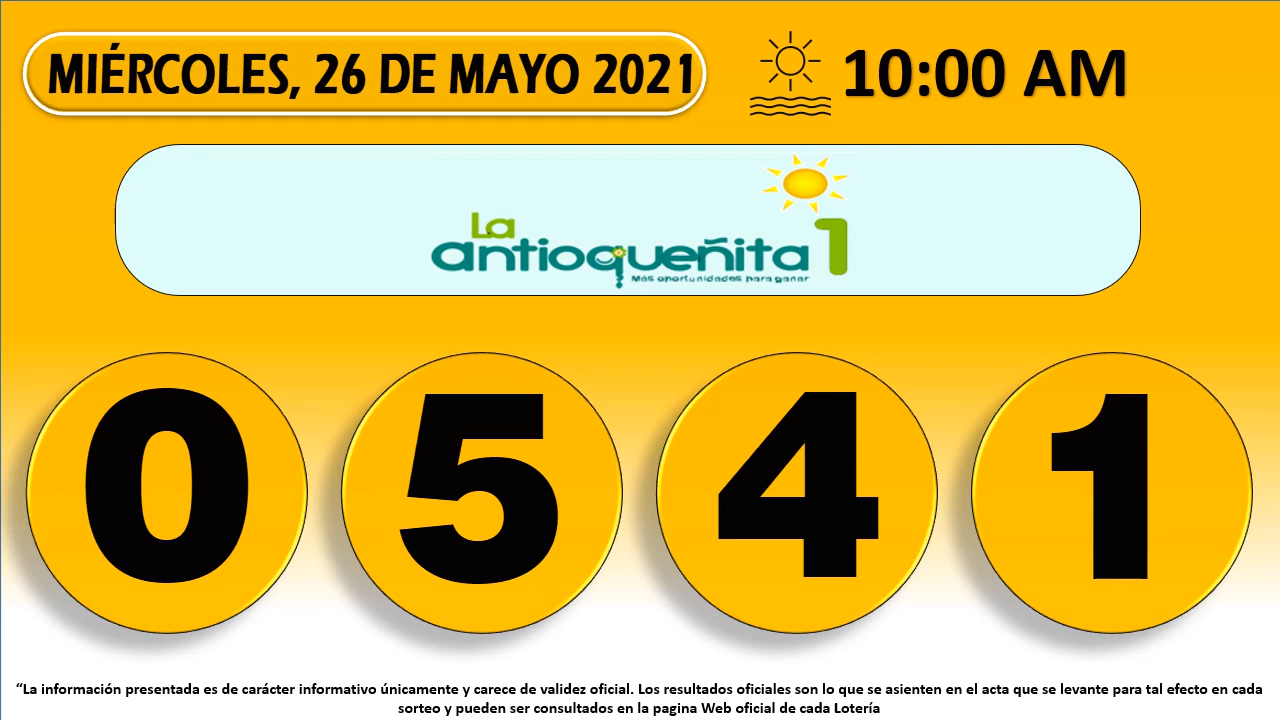 MIÉRCOLES, 26 DE MAYO 2021
10:00 AM
La
antioqueñita 1
Más oportunidades para ganar
0 5 4 1
“La información presentada es de carácter informativo únicamente y carece de validez oficial. Los resultados oficiales son lo que se asienten en el acta que se levante para tal efecto en cada
sorteo y pueden ser consultados en la pagina Web oficial de cada Lotería